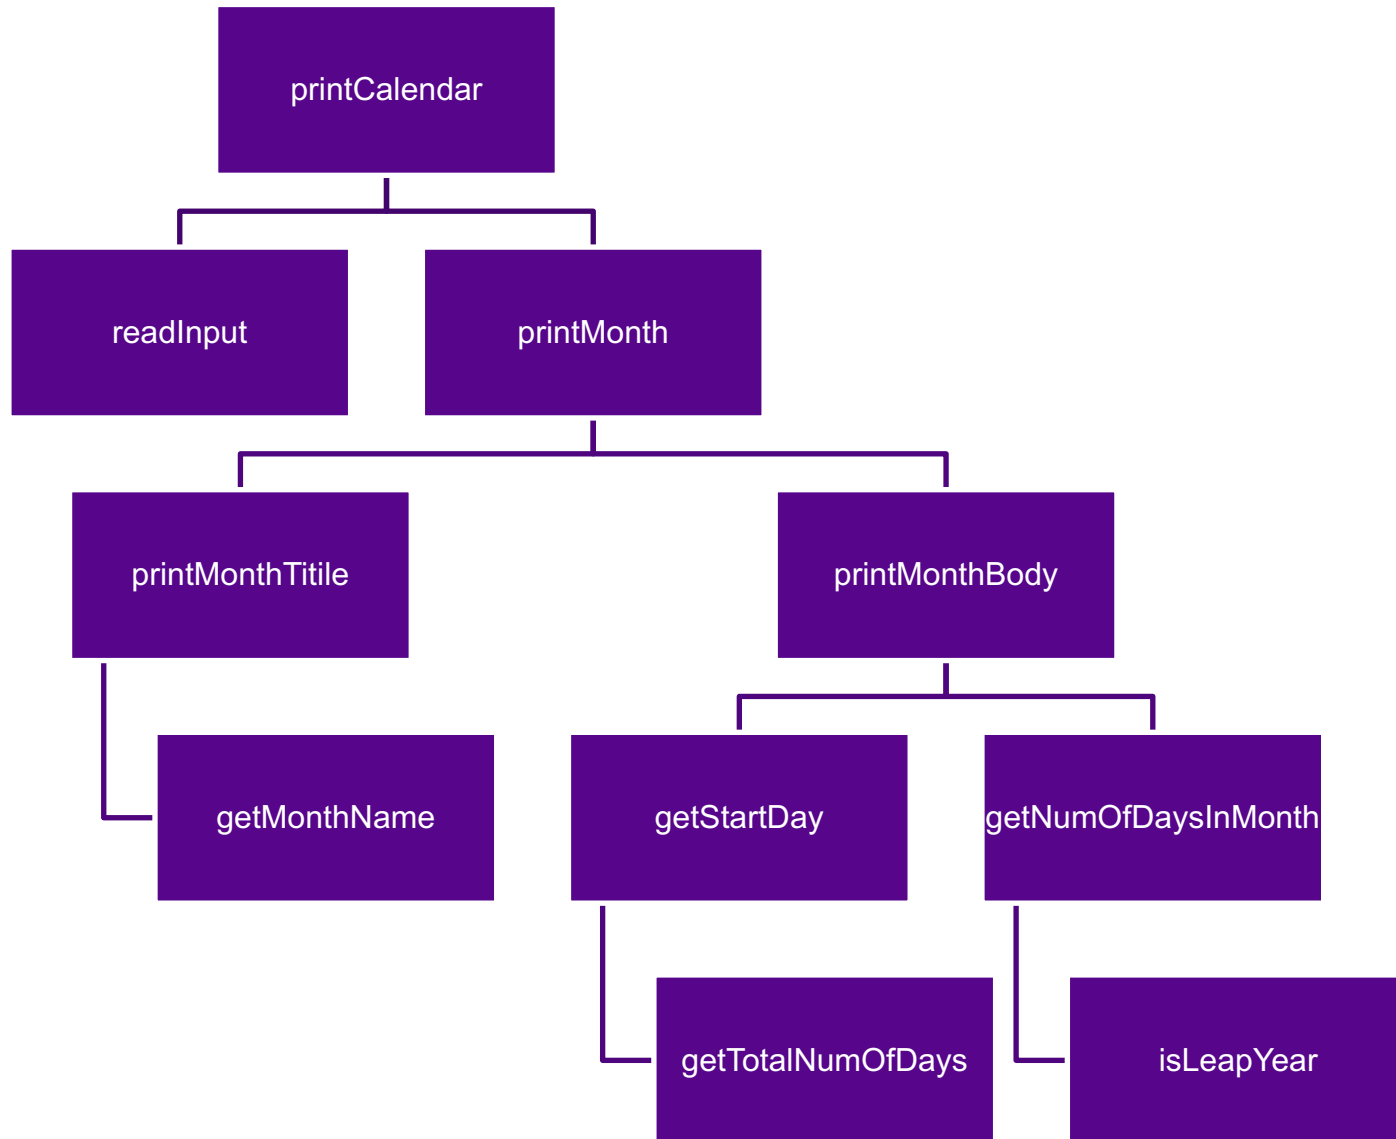 printCalendar
readInput
printMonth
printMonthTitile
printMonthBody
getMonthName
getStartDay
getNumOfDaysInMonth
getTotalNumOfDays
isLeapYear